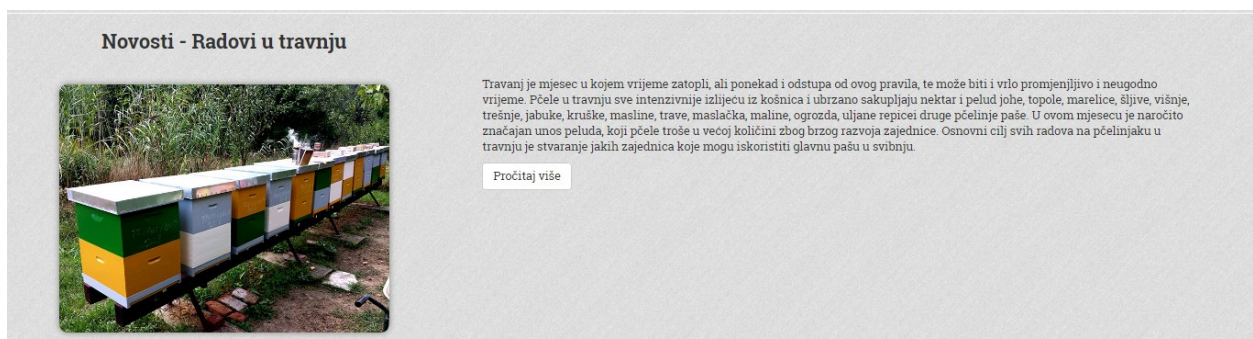 Novosti - Radovi u travnju
Travanj je mjesec u kojem vrijeme zatopli, ali ponekad i odstupa od ovog pravila, te može biti i vrlo promjenjljivo i neugodno
vrijeme. Pčele u travnju sve intenzivnije izlijeću iz košnica i ubrzano sakupljaju nektar i pelud johe, topole, marelice, šljive, višnje,
trešnje, jabuke, kruške, masline, trave, maslačka, maline, ogrozda, uljane repicei druge pčelinje paše. U ovom mjesecu je naročito
značajan unos peluda, koji pčele troše u većoj količini zbog brzog razvoja zajednice. Osnovni cilj svih radova na pčelinjaku u
travnju je stvaranje jakih zajednica koje mogu iskoristiti glavnu pašu u svibnju.
Pročitaj više